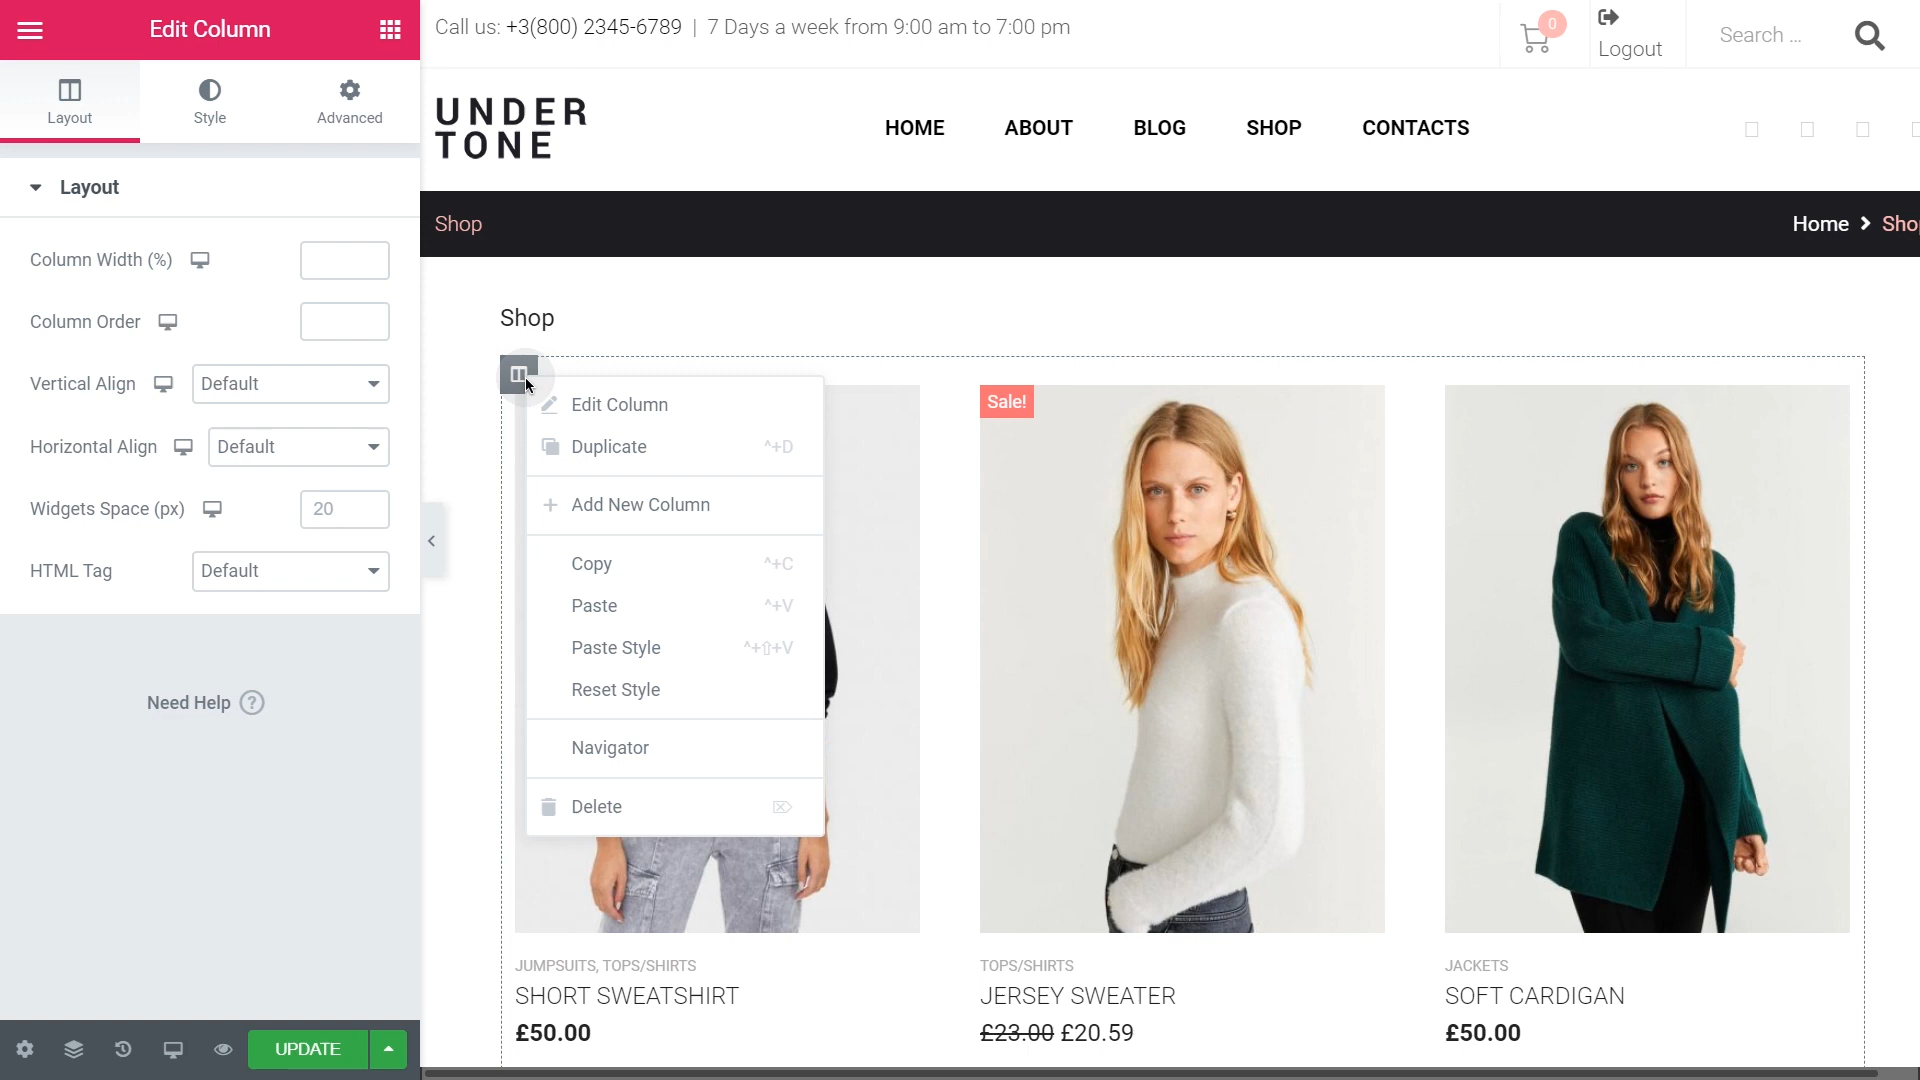 Edit Column
Layout
Style
Advanced
Layout
Column Width (%)
Column Order
Vertical Align
Default
Horizontal Align
Default
Widgets Space (px)
20
HTML Tag
Default
Need Help ?
UPDATE
Call us: +3(800) 2345-6789 | 7 Days a week from 9:00 am to 7:00 pm
0
Logout
Search ...
UNDER
TONE
HOME
ABOUT
BLOG
SHOP
CONTACTS
Shop
Home
Shop
Edit Column
Duplicate ^+D
Add New Column
Copy ^+C
Paste ^+V
Paste Style ^+⇧+V
Reset Style
Navigator
Delete ⌦
Sale!
JUMPSUITS, TOPS/SHIRTS
SHORT SWEATSHIRT
£50.00
TOPS/SHIRTS
JERSEY SWEATER
£23.00 £20.59
JACKETS
SOFT CARDIGAN
£50.00